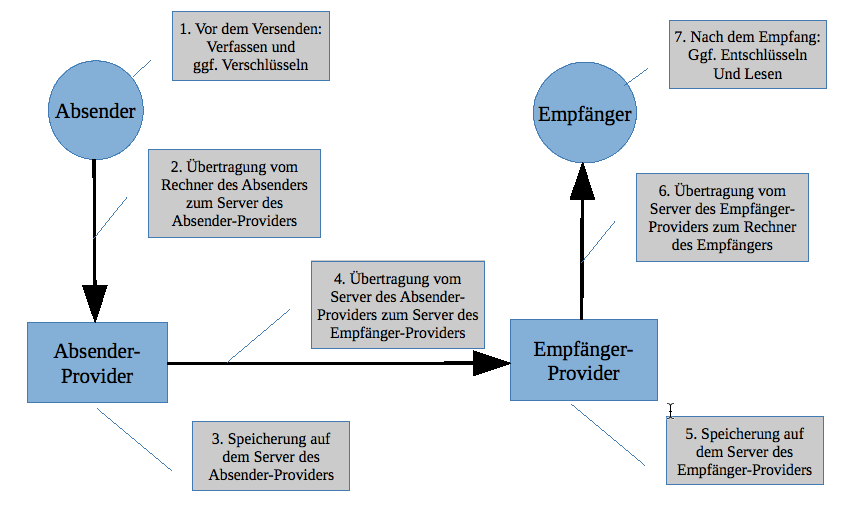 1. Vor dem Versenden:
Verfassen und
ggf. Verschlüsseln
Absender
2. Übertragung vom
Rechner des Absenders
zum Server des
Absender-Providers
Absender-
Provider
3. Speicherung auf
dem Server des
Absender-Providers
4. Übertragung vom
Server des Absender-
Providers zum Server des
Empfänger-Providers
Empfänger-
Provider
5. Speicherung auf
dem Server des
Empfänger-Providers
6. Übertragung vom
Server des Empfänger-
Providers zum Rechner
des Empfängers
Empfänger
7. Nach dem Empfang:
Ggf. Entschlüsseln
Und Lesen